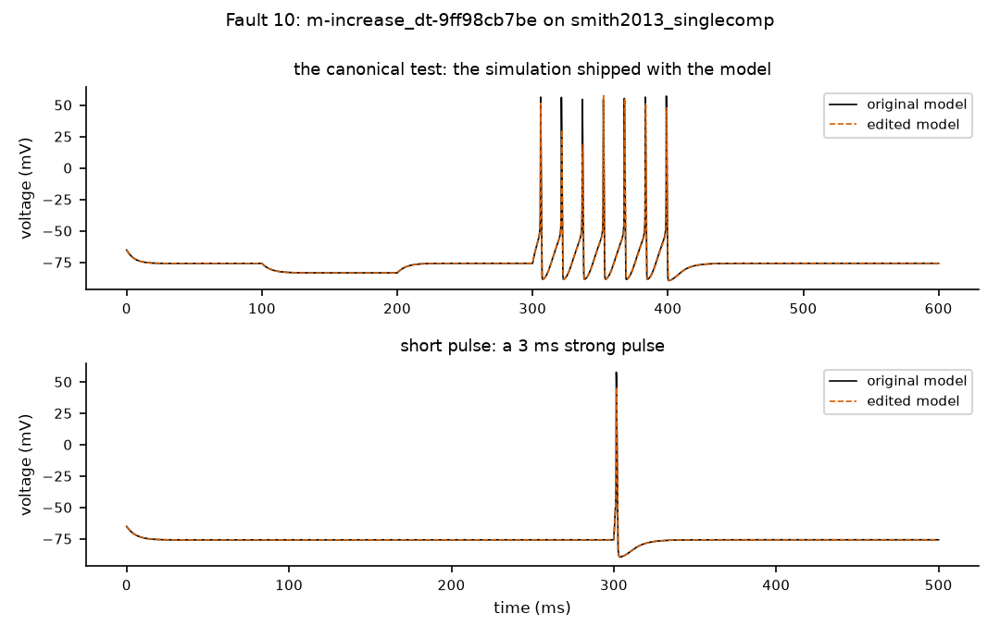 Fault 10: m-increase_dt-9ff98cb7be on smith2013_singlecomp
the canonical test: the simulation shipped with the model
voltage (mV)
50
25
0
−25
−50
−75
original model
edited model
0
100
200
300
400
500
600
short pulse: a 3 ms strong pulse
voltage (mV)
50
25
0
−25
−50
−75
original model
edited model
0
100
200
300
400
500
time (ms)